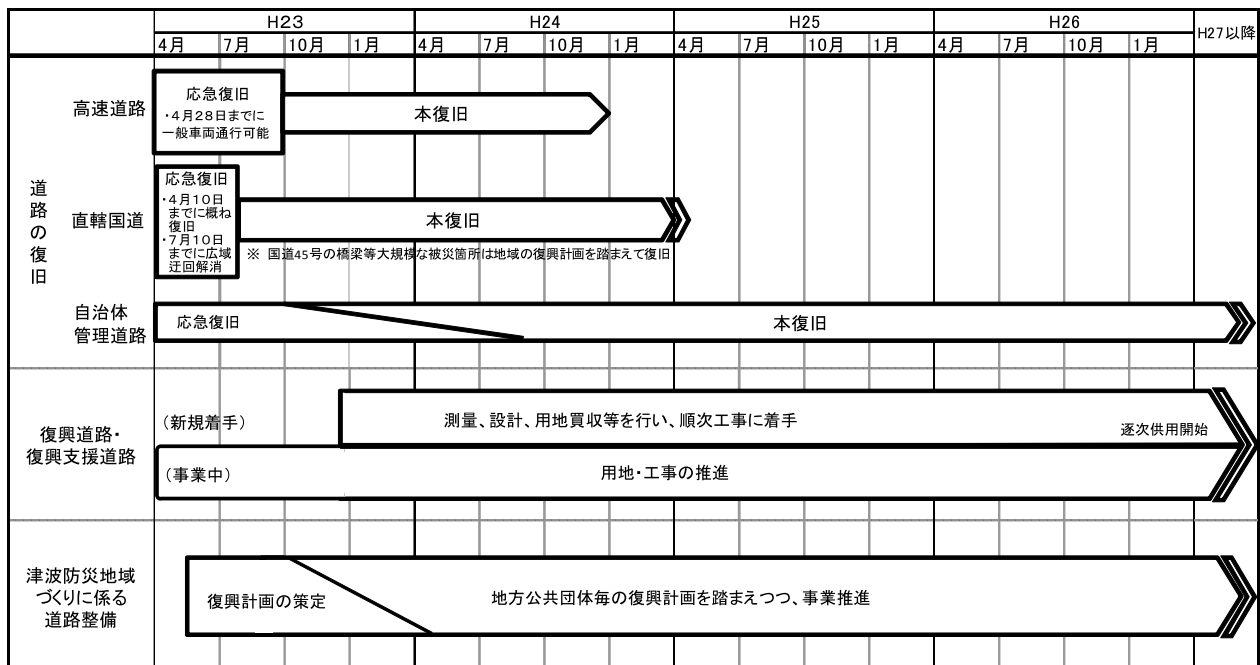 H23
H24
H25
H26
H27以降
4月
7月
10月
1月
4月
7月
10月
1月
4月
7月
10月
1月
4月
7月
10月
1月
道路の復旧
高速道路
応急復旧
・4月28日までに
一般車両通行可能
本復旧
直轄国道
応急復旧
・4月10日
までに概ね
復旧
・7月10日
までに広域
迂回解消
本復旧
※ 国道45号の橋梁等大規模な被災箇所は地域の復興計画を踏まえて復旧
自治体
管理道路
応急復旧
本復旧
復興道路・
復興支援道路
(新規着手)
測量、設計、用地買収等を行い、順次工事に着手
逐次供用開始
(事業中)
用地・工事の推進
津波防災地域
づくりに係る
道路整備
復興計画の策定
地方公共団体毎の復興計画を踏まえつつ、事業推進